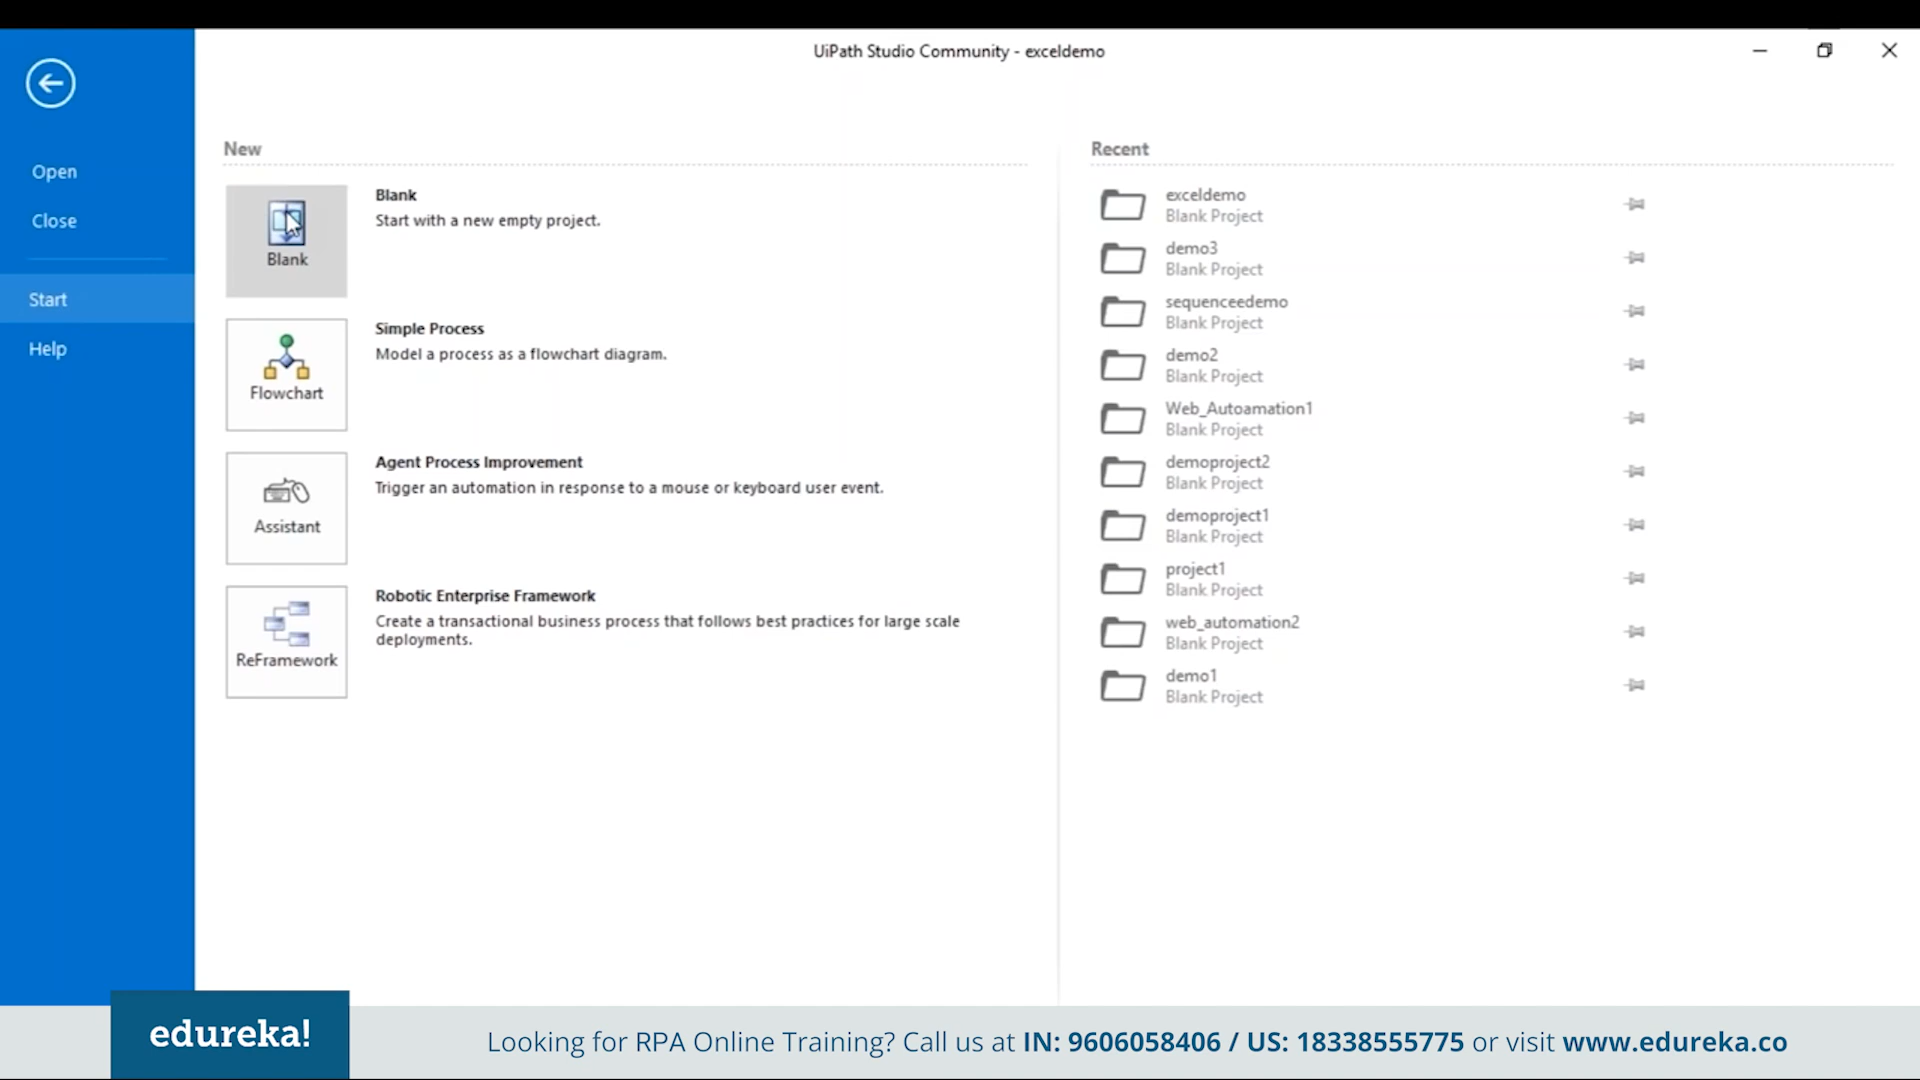 UiPath Studio Community - exceldemo
Open
Close
Start
Help
New
Blank
Blank
Start with a new empty project.
Flowchart
Simple Process
Model a process as a flowchart diagram.
Assistant
Agent Process Improvement
Trigger an automation in response to a mouse or keyboard user event.
ReFramework
Robotic Enterprise Framework
Create a transactional business process that follows best practices for large scale
deployments.
Recent
exceldemo
Blank Project
demo3
Blank Project
sequenceedemo
Blank Project
demo2
Blank Project
Web_Autoamation1
Blank Project
demoproject2
Blank Project
demoproject1
Blank Project
project1
Blank Project
web_automation2
Blank Project
demo1
Blank Project
edureka!
Looking for RPA Online Training? Call us at IN: 9606058406 / US: 18338555775 or visit www.edureka.co